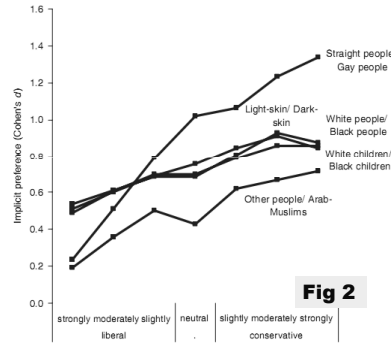 Implicit preference (Cohen's d)
1.6
1.4
1.2
1.0
0.8
0.6
0.4
0.2
0.0
Straight people/
Gay people
Light-skin/ Dark-
skin
White people/
Black people
White children/
Black children
Other people/ Arab-
Muslims
Fig 2
strongly moderately slightly
liberal
neutral
.
slightly moderately strongly
conservative